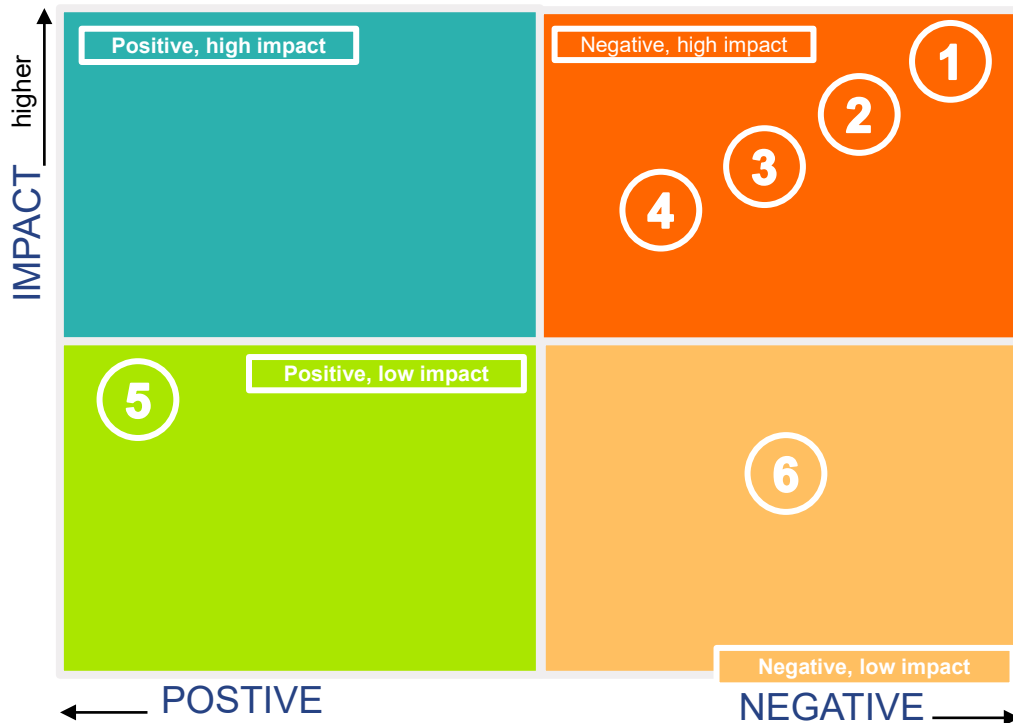 higher
IMPACT
Positive, high impact
Negative, high impact
1
2
3
4
5
Positive, low impact
6
Negative, low impact
POSTIVE
NEGATIVE